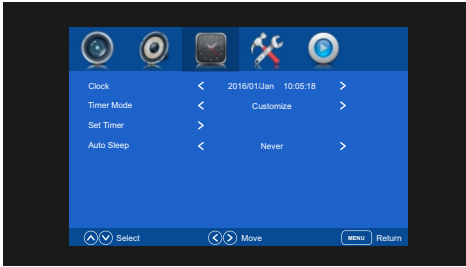 Clock 2016/01/Jan 10:05:18
Timer Mode Customize
Set Timer
Auto Sleep Never
Select Move MENU Return